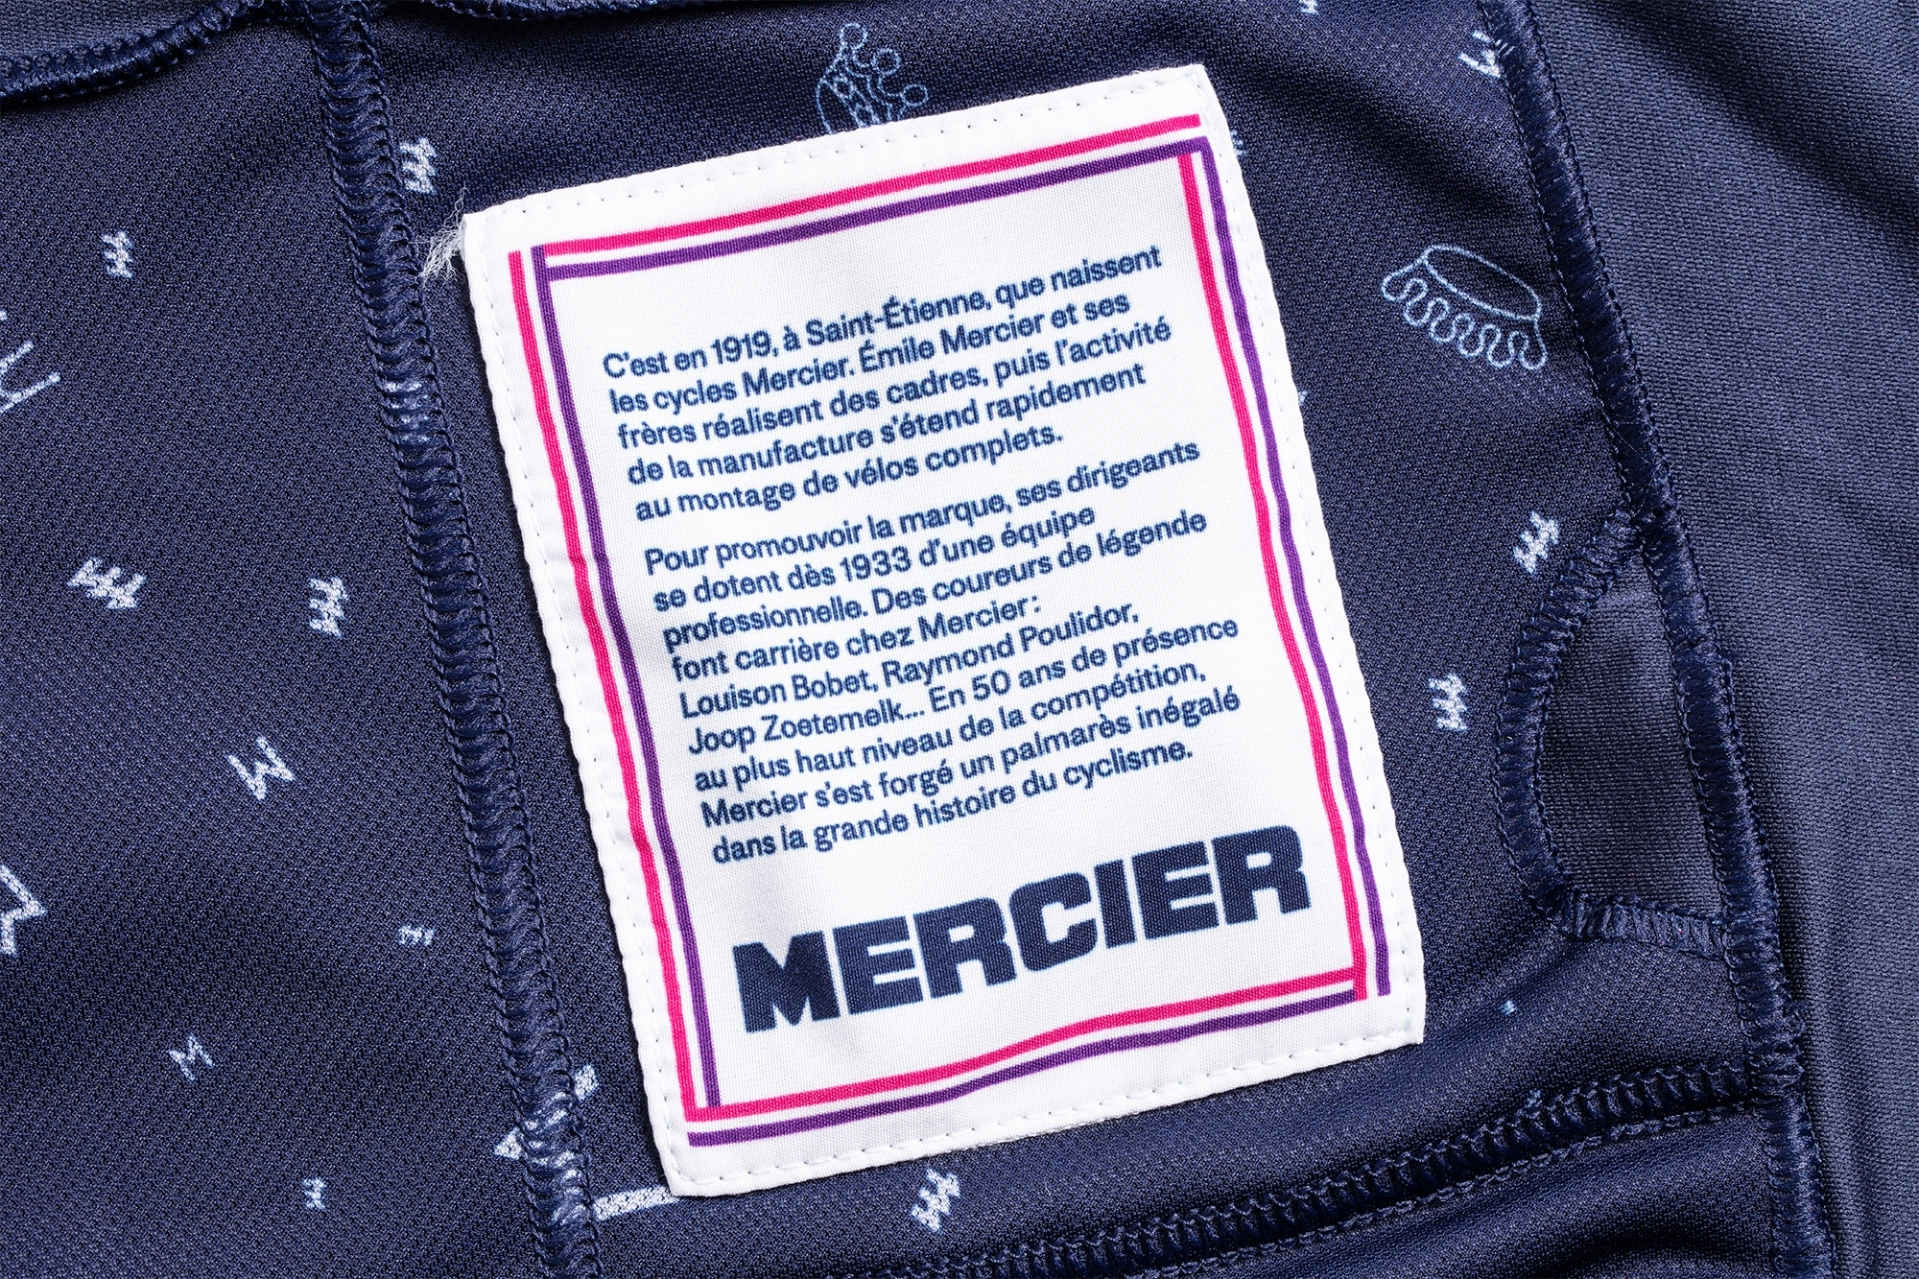 C'est en 1919, à Saint-Étienne, que naissent
les cycles Mercier. Émile Mercier et ses
frères réalisent des cadres, puis l'activité
de la manufacture s'étend rapidement
au montage de vélos complets.
Pour promouvoir la marque, ses dirigeants
se dotent dès 1933 d'une équipe
professionnelle. Des coureurs de légende
font carrière chez Mercier :
Louison Bobet, Raymond Poulidor,
Joop Zoetemelk... En 50 ans de présence
au plus haut niveau de la compétition,
Mercier s'est forgé un palmarès inégalé
dans la grande histoire du cyclisme.
MERCIER